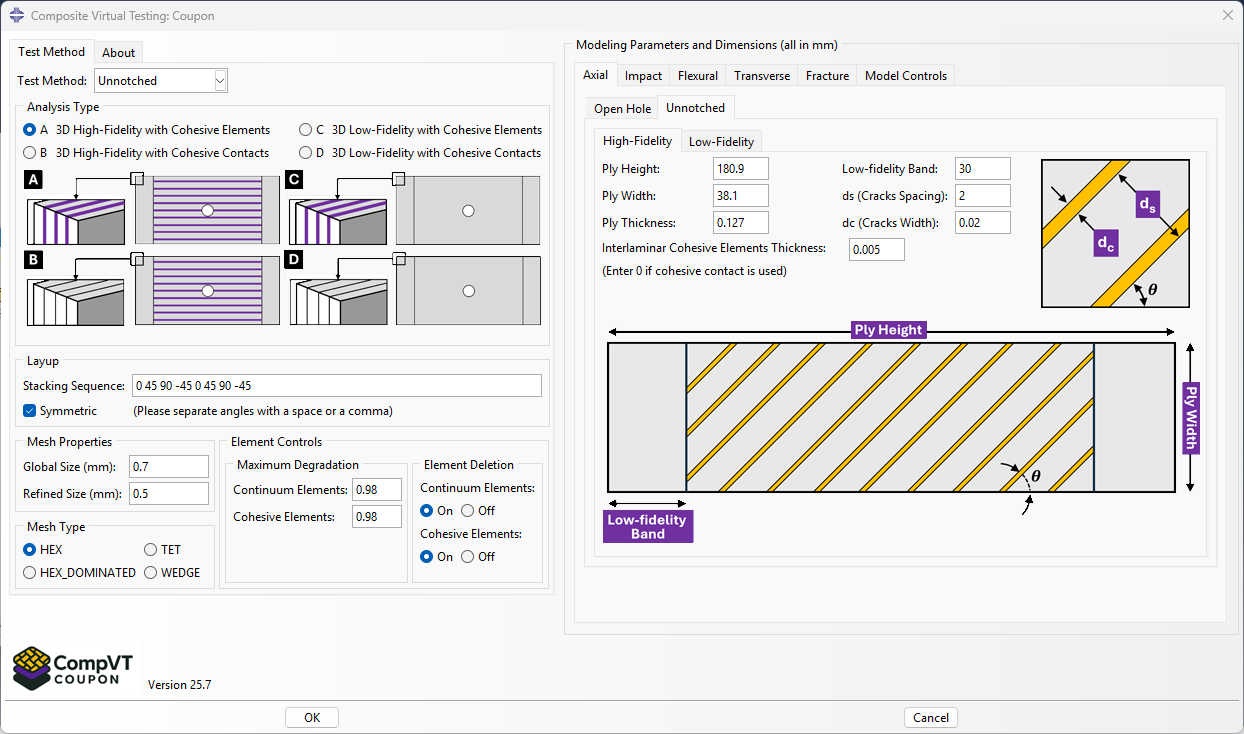 Composite Virtual Testing: Coupon
Test Method
About
Test Method:
Unnotched
Analysis Type
A 3D High-Fidelity with Cohesive Elements
C 3D Low-Fidelity with Cohesive Elements
B 3D High-Fidelity with Cohesive Contacts
D 3D Low-Fidelity with Cohesive Contacts
A
C
B
D
Layup
Stacking Sequence:
0 45 90 -45 0 45 90 -45
Symmetric
(Please separate angles with a space or a comma)
Mesh Properties
Global Size (mm):
0.7
Refined Size (mm):
0.5
Mesh Type
HEX
TET
HEX_DOMINATED
WEDGE
Element Controls
Maximum Degradation
Continuum Elements:
0.98
Cohesive Elements:
0.98
Element Deletion
Continuum Elements:
On
Off
Cohesive Elements:
On
Off
Modeling Parameters and Dimensions (all in mm)
Axial
Impact
Flexural
Transverse
Fracture
Model Controls
Open Hole
Unnotched
High-Fidelity
Low-Fidelity
Ply Height:
180.9
Low-fidelity Band:
30
Ply Width:
38.1
ds (Cracks Spacing):
2
Ply Thickness:
0.127
dc (Cracks Width):
0.02
Interlaminar Cohesive Elements Thickness:
0.005
(Enter 0 if cohesive contact is used)
ds
dc
θ
Ply Height
Ply Width
θ
Low-fidelity
Band
CompVT
COUPON
Version 25.7
OK
Cancel